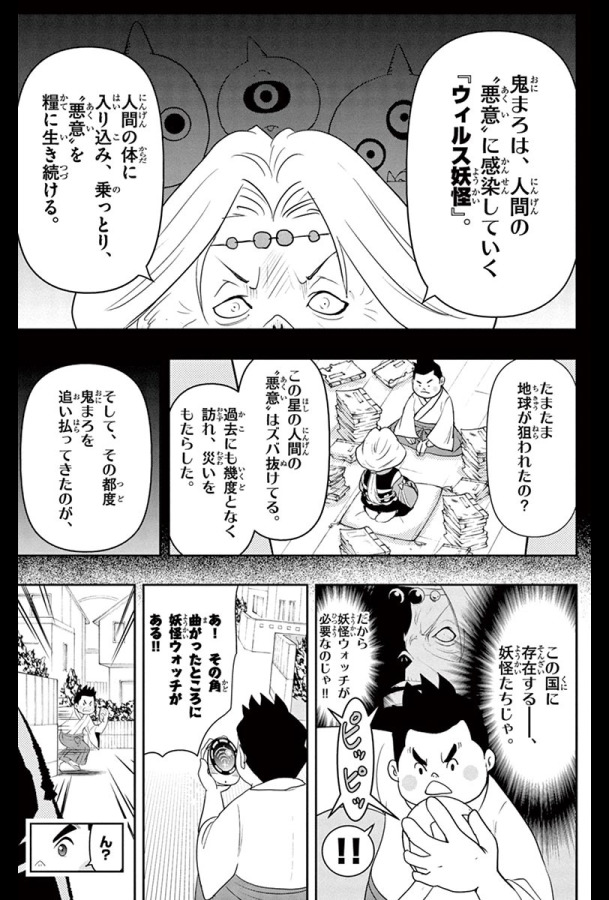 鬼まろは、人間の
〝悪意〟に感染していく
『ウィルス妖怪』。
人間の体に
入り込み、乗っとり、
〝悪意〟を
糧に生き続ける。
たまたま
地球が狙われたの？
この星の人間の
〝悪意〟はズバ抜けてる。
過去にも幾度となく
訪れ、災いを
もたらした。
そして、その都度
鬼まろを
追い払ってきたのが、
この国に
存在する――、
妖怪たちじゃ。
だから
妖怪ウォッチが
必要なのじゃ!!
ピッピッ
!!
あ！ その角
曲がったところに
妖怪ウォッチが
ある!!
ん？